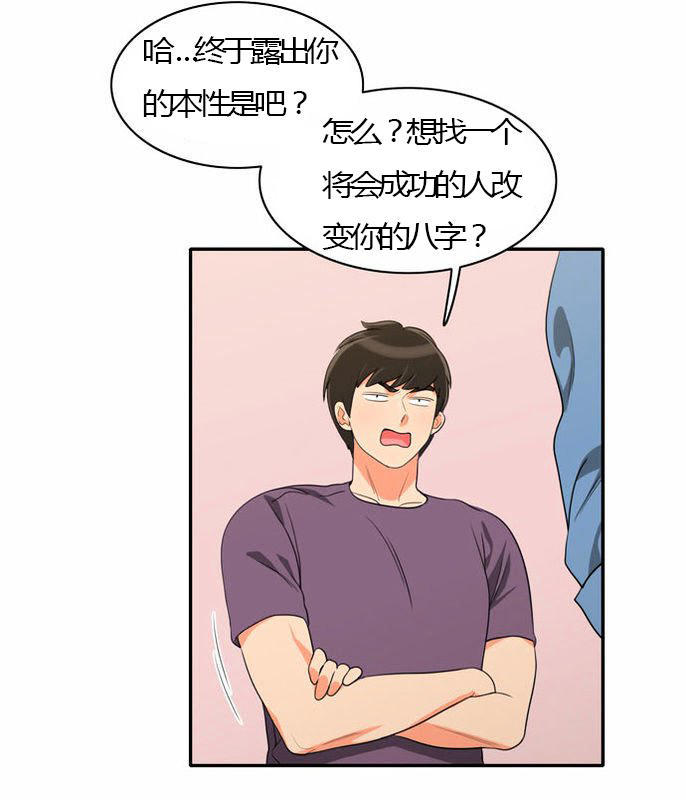 哈...终于露出你
的本性是吧？
怎么？想找一个
将会成功的人改
变你的八字？